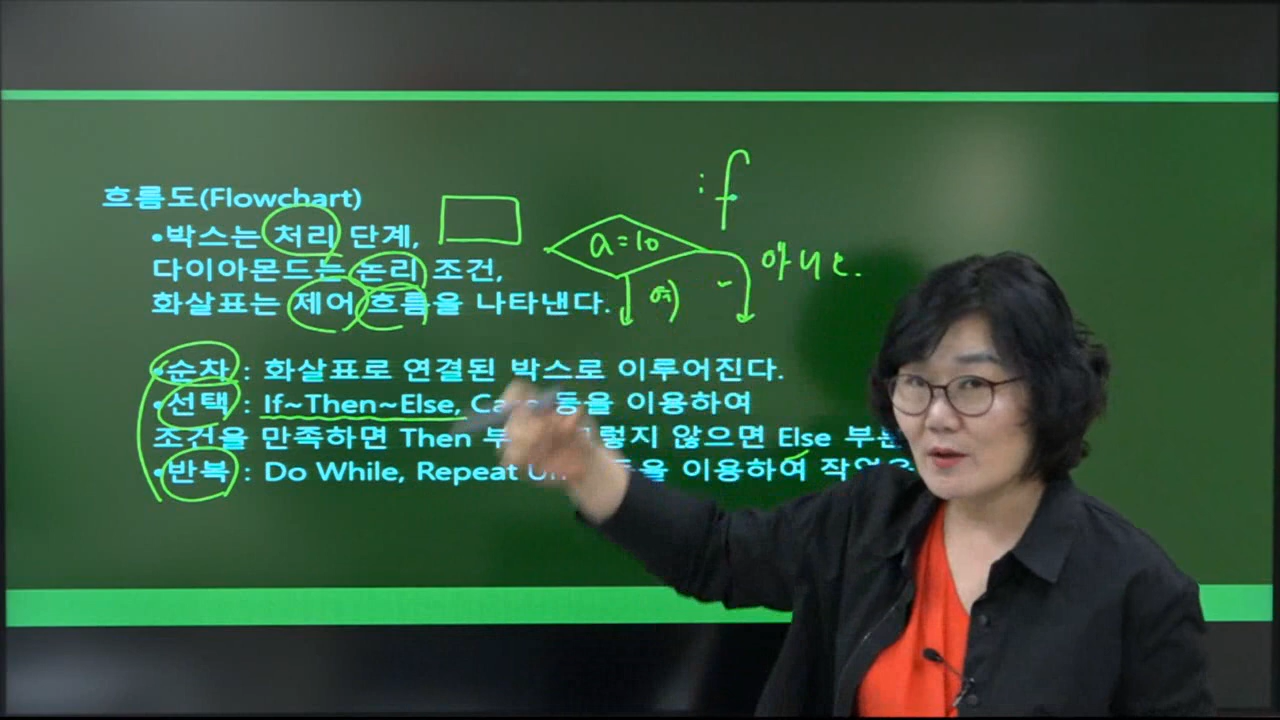 흐름도(Flowchart)
•박스는 처리 단계,
다이아몬드는 논리 조건,
화살표는 제어 흐름을 나타낸다.
if
a=10
예)
아니오.
•순차 : 화살표로 연결된 박스로 이루어진다.
•선택 : If~Then~Else, 등을 이용하여
조건을 만족하면 Then 않으면 Else
•반복 : Do While, Repeat 등을 이용하여